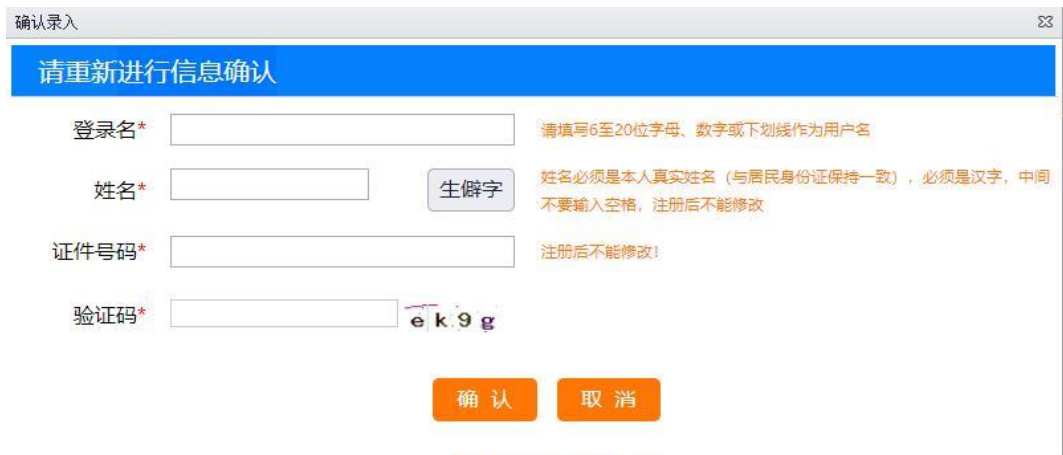 确认录入
请重新进行信息确认
登录名* 请填写6至20位字母、数字或下划线作为用户名
姓名* 生僻字 姓名必须是本人真实姓名（与居民身份证保持一致），必须是汉字，中间
不要输入空格，注册后不能修改
证件号码* 注册后不能修改！
验证码* ek9g
确 认 取 消